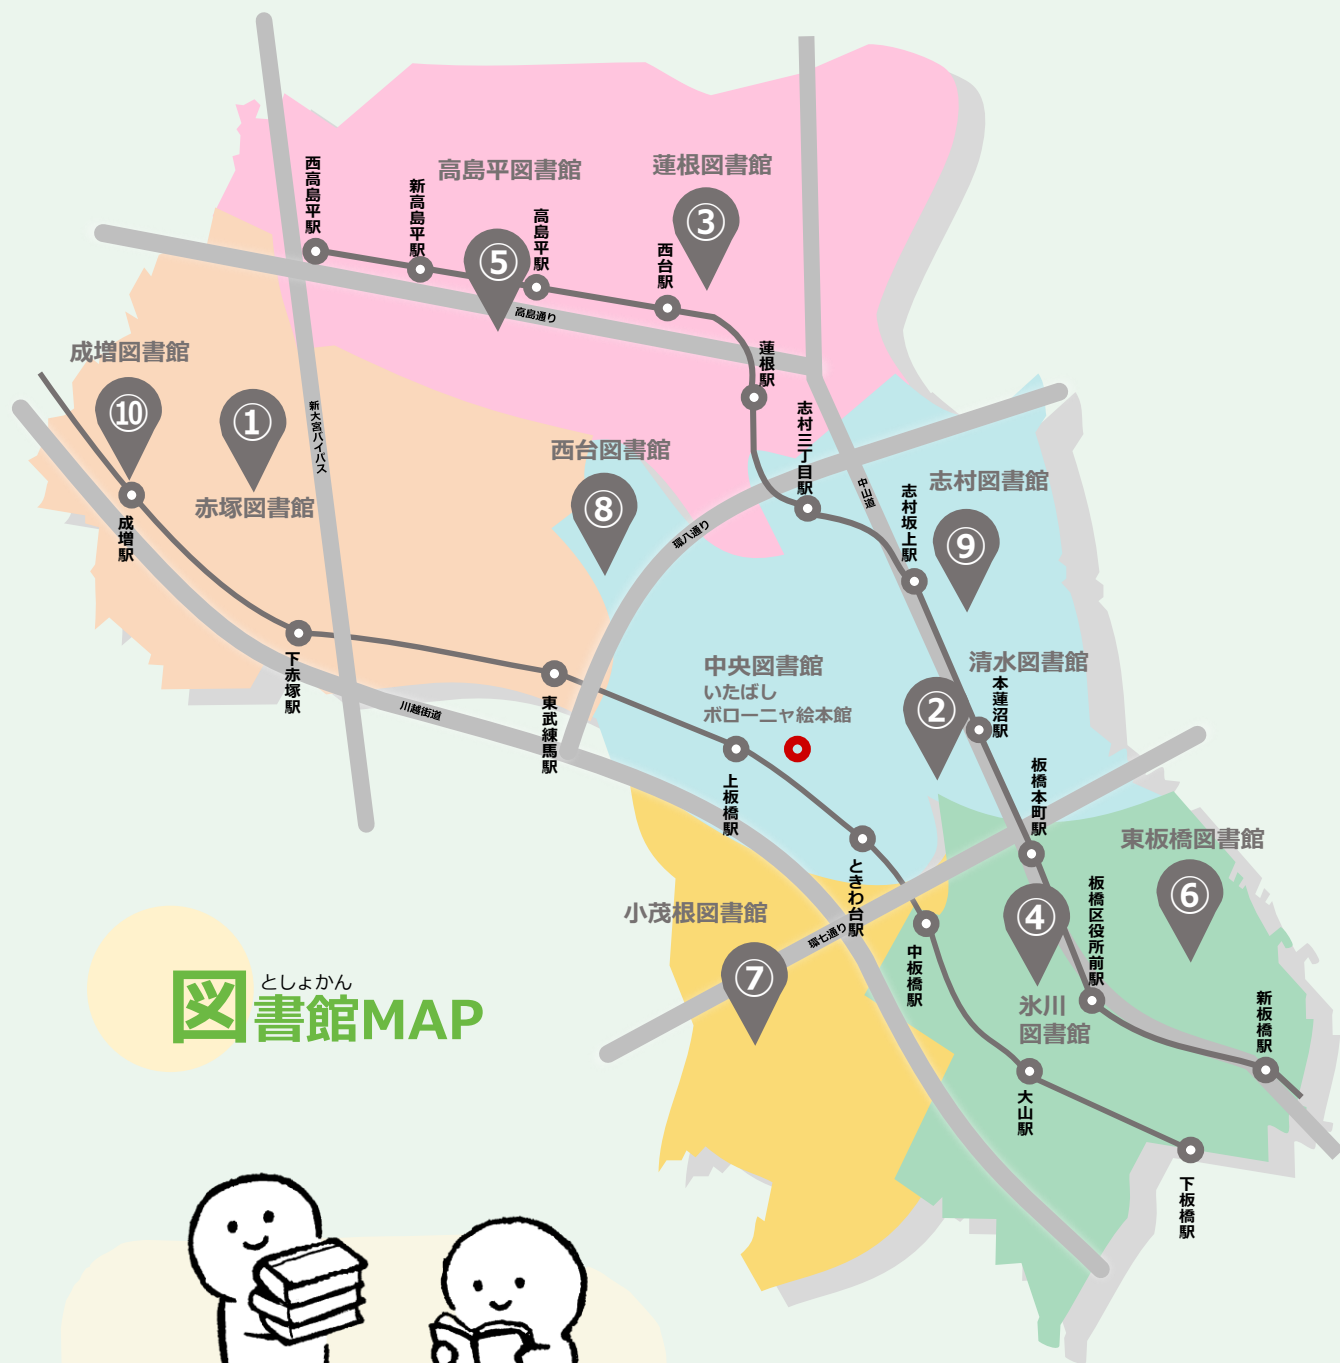 西高島平駅
新高島平駅
高島平図書館
⑤
高島平駅
高島通り
蓮根図書館
③
西台駅
蓮根駅
成増図書館
⑩
①
赤塚図書館
成増駅
新大宮バイパス
下赤塚駅
川越街道
東武練馬駅
西台図書館
⑧
環八通り
志村三丁目駅
中山道
志村坂上駅
志村図書館
⑨
中央図書館
いたばし
ボローニャ絵本館
上板橋駅
清水図書館
②
本蓮沼駅
板橋本町駅
ときわ台駅
環七通り
中板橋駅
小茂根図書館
⑦
東板橋図書館
⑥
④
氷川
図書館
板橋区役所前駅
新板橋駅
大山駅
下板橋駅
としょかん
図書館MAP